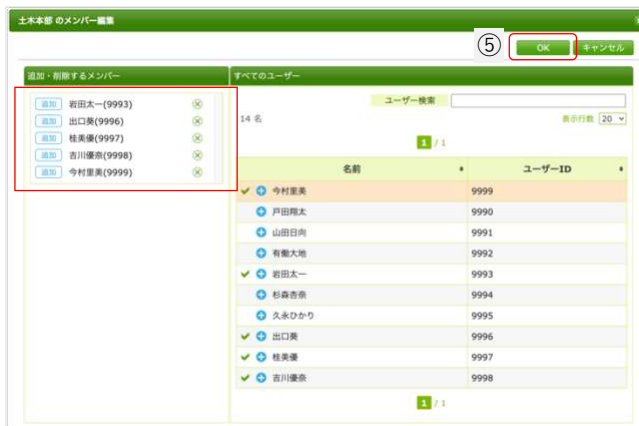 土木本部 のメンバー編集
⑤
OK キャンセル
追加・削除するメンバー
追加 岩田太一(9993)
追加 出口葵(9996)
追加 桂美優(9997)
追加 吉川優奈(9998)
追加 今村里美(9999)
すべてのユーザー
ユーザー検索
14 名
表示行数 20
1 / 1
名前 ユーザーID
今村里美 9999
戸田翔太 9990
山田日向 9991
有働大地 9992
岩田太一 9993
杉森杏奈 9994
久永ひかり 9995
出口葵 9996
桂美優 9997
吉川優奈 9998
1 / 1